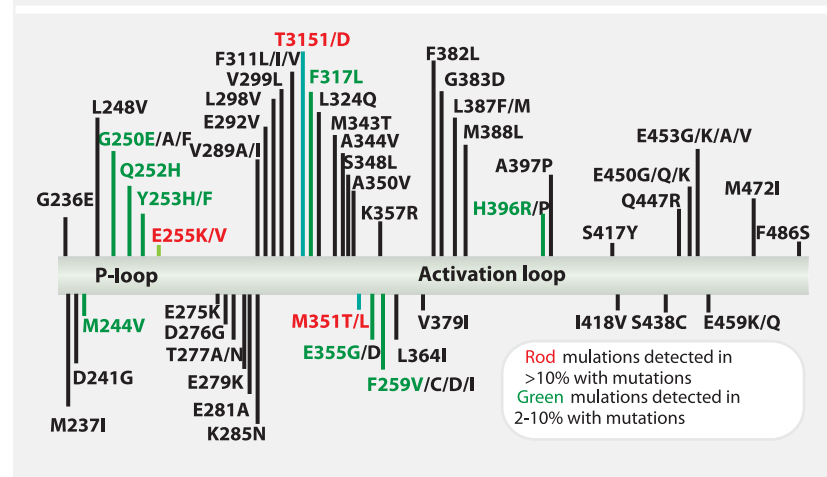 T3151/D
F382L
F311L/I/V
V299L
F317L
G383D
L248V
L298V
L324Q
L387F/M
E292V
M343T
M388L
E453G/K/A/V
G250E/A/F
V289A/I
A344V
Q252H
S348L
A397P
E450G/Q/K
A350V
M472I
G236E
Y253H/F
K357R
H396R/P
Q447R
E255K/V
S417Y
F486S
P-loop
Activation loop
M244V
E275K
M351T/L
V379I
I418V
S438C
E459K/Q
D276G
T277A/N
E355G/D
L364I
D241G
E279K
F259V/C/D/I
M237I
E281A
K285N
Rod mulations detected in
>10% with mutations
Green mulations detected in
2-10% with mutations